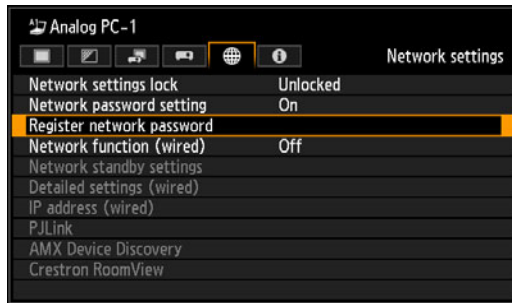 Analog PC-1
Network settings
Network settings lock Unlocked
Network password setting On
Register network password
Network function (wired) Off
Network standby settings
Detailed settings (wired)
IP address (wired)
PJLink
AMX Device Discovery
Crestron RoomView